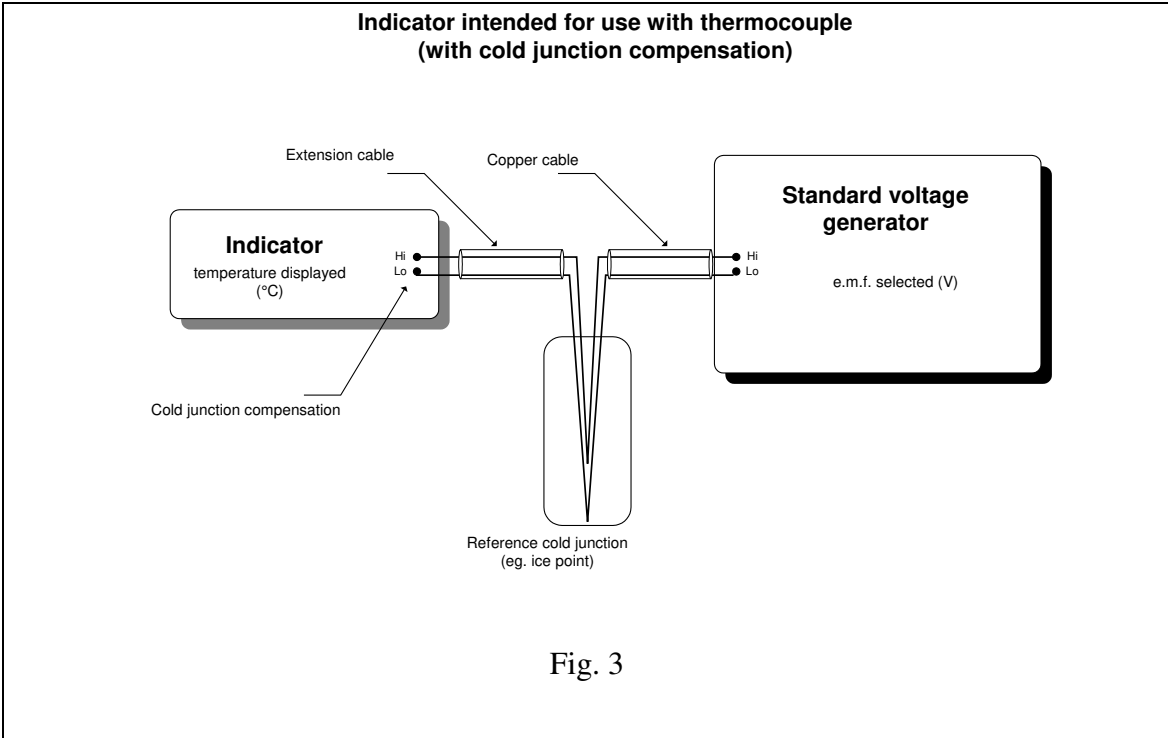 Indicator intended for use with thermocouple
(with cold junction compensation)
Extension cable
Copper cable
Standard voltage
generator
Indicator
temperature displayed
(°C)
Hi
Lo
Hi
Lo
e.m.f. selected (V)
Cold junction compensation
Reference cold junction
(eg. ice point)
Fig. 3